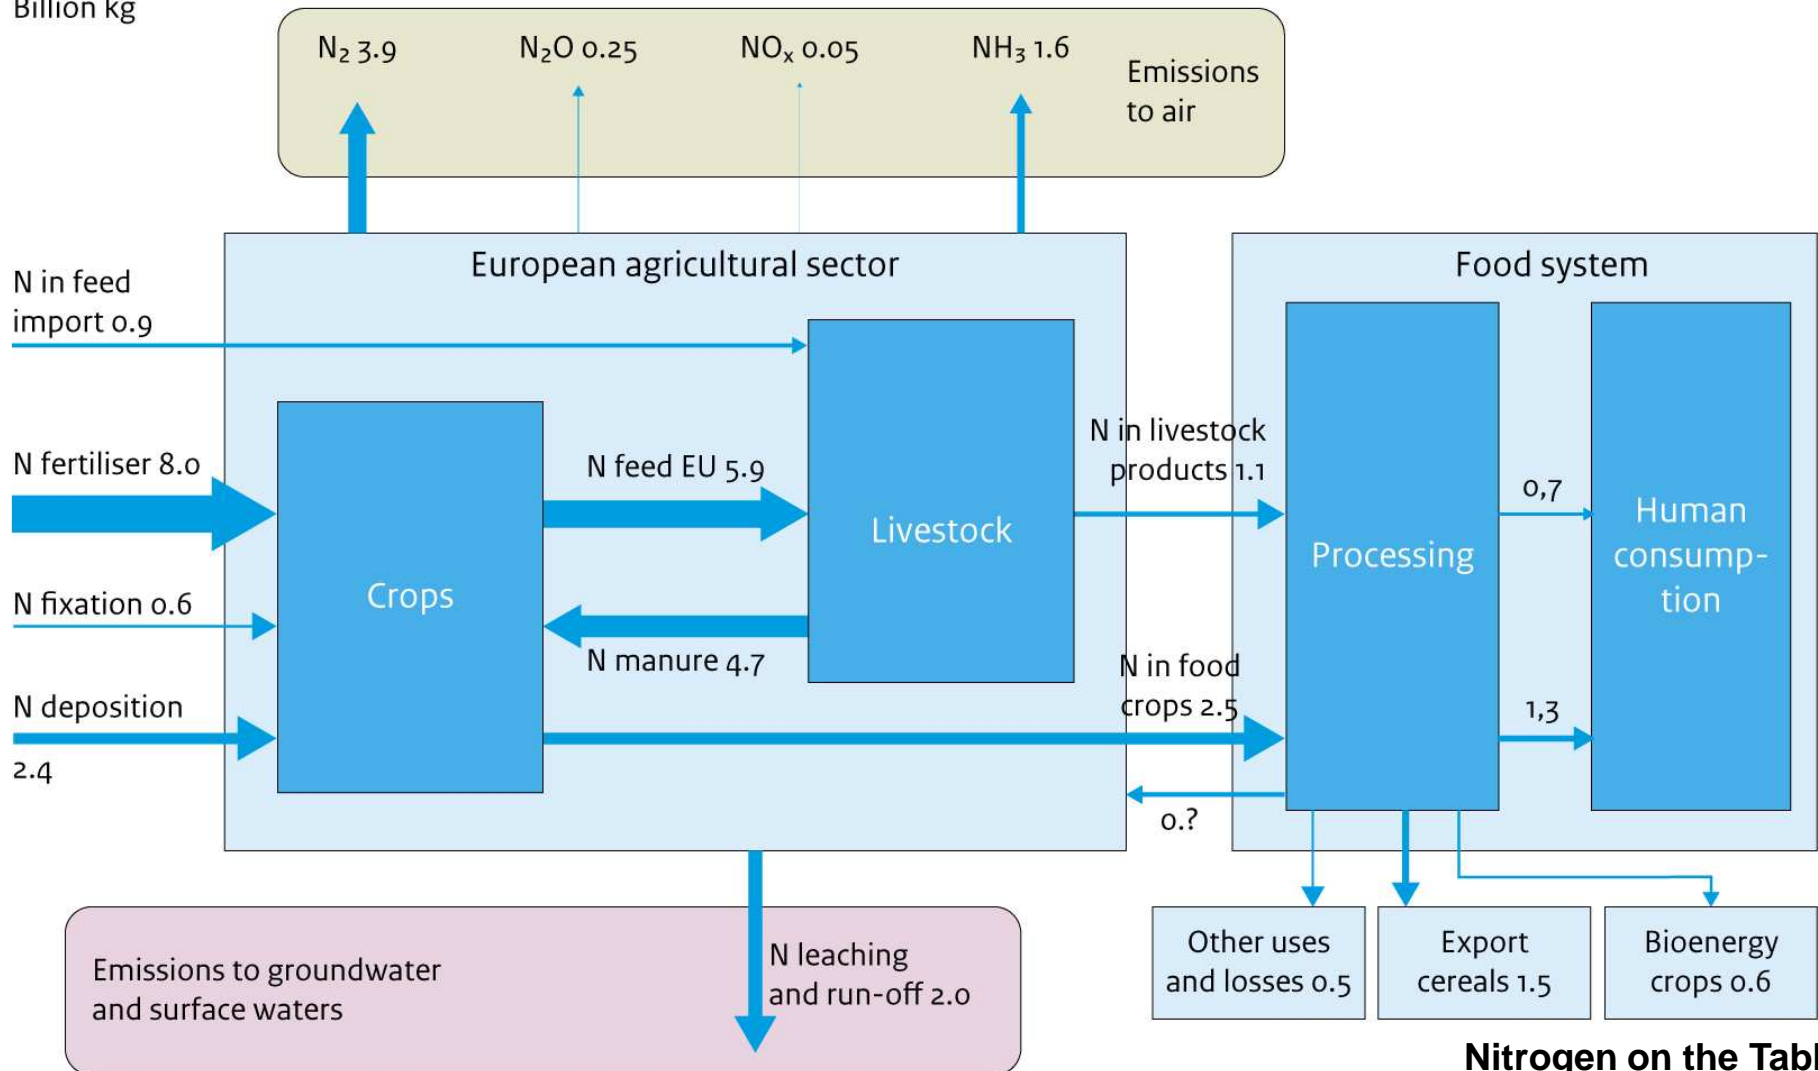 Billion kg
N₂ 3.9
N₂O 0.25
NOₓ 0.05
NH₃ 1.6
Emissions
to air
European agricultural sector
Food system
N in feed
import 0.9
N fertiliser 8.0
N feed EU 5.9
N in livestock
products 1.1
0,7
Livestock
Human
consump-
tion
Processing
Crops
N fixation 0.6
N manure 4.7
N in food
crops 2.5
N deposition
2.4
1,3
0.?
Other uses
and losses 0.5
Export
cereals 1.5
Bioenergy
crops 0.6
Emissions to groundwater
and surface waters
N leaching
and run-off 2.0
Nitrogen on the